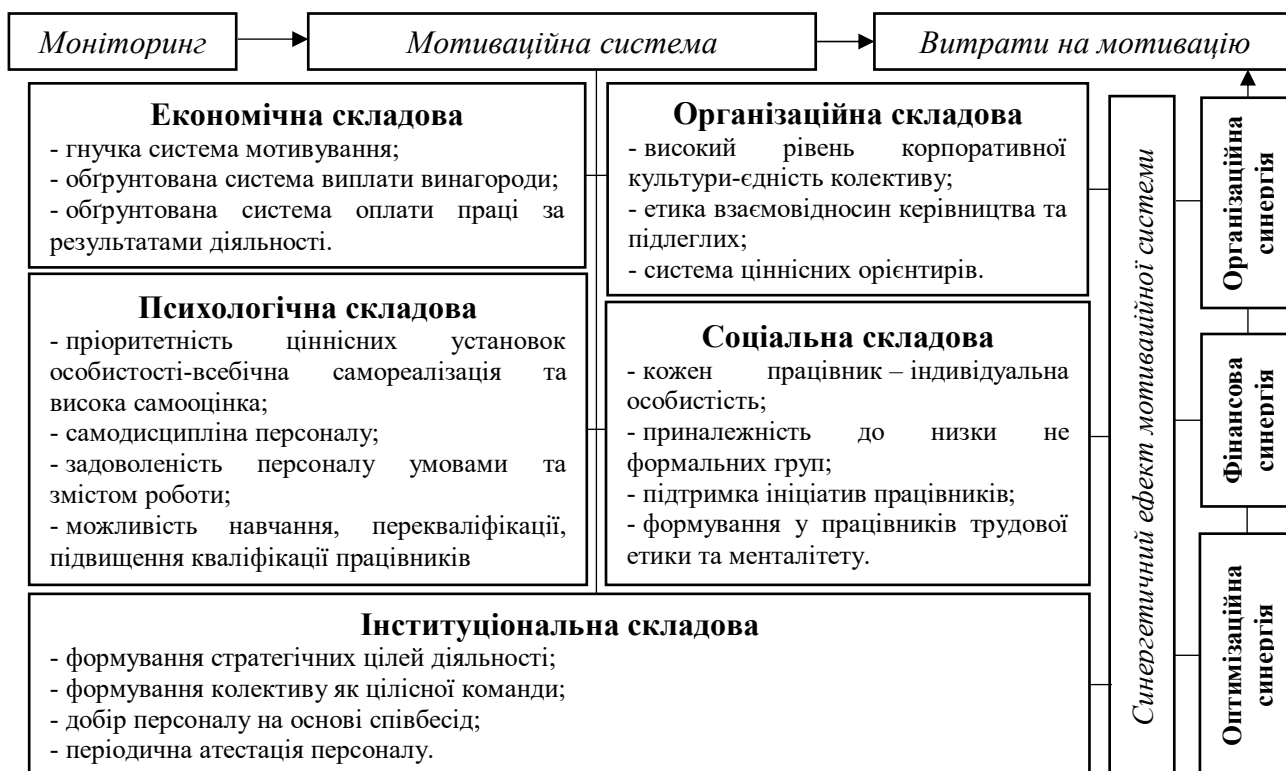 Моніторинг
Мотиваційна система
Витрати на мотивацію
Економічна складова
- гнучка система мотивування;
- обґрунтована система виплати винагороди;
- обґрунтована система оплати праці за
результатами діяльності.
Організаційна складова
- високий рівень корпоративної
культури-єдність колективу;
- етика взаємовідносин керівництва та
підлеглих;
- система ціннісних орієнтирів.
Психологічна складова
- пріоритетність ціннісних установок
особистості-всебічна самореалізація та
висока самооцінка;
- самодисципліна персоналу;
- задоволеність персоналу умовами та
змістом роботи;
- можливість навчання, перекваліфікації,
підвищення кваліфікації працівників
Соціальна складова
- кожен працівник – індивідуальна
особистість;
- приналежність до низки не
формальних груп;
- підтримка ініціатив працівників;
- формування у працівників трудової
етики та менталітету.
Інституціональна складова
- формування стратегічних цілей діяльності;
- формування колективу як цілісної команди;
- добір персоналу на основі співбесід;
- періодична атестація персоналу.
Синергетичний ефект мотиваційної системи
Організаційна
синергія
Фінансова
синергія
Оптимізаційна
синергія